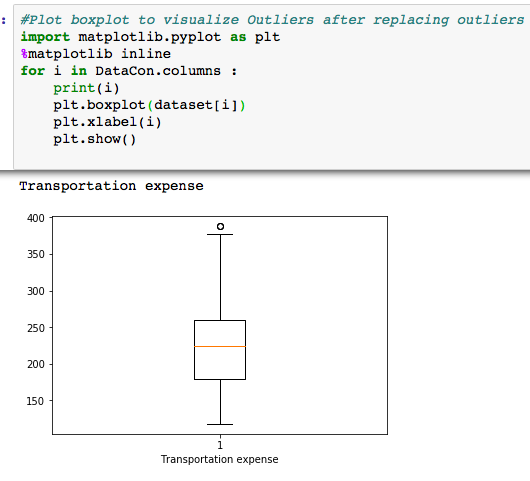 :
#Plot boxplot to visualize Outliers after replacing outliers
import matplotlib.pyplot as plt
%matplotlib inline
for i in DataCon.columns :
    print(i)
    plt.boxplot(dataset[i])
    plt.xlabel(i)
    plt.show()
Transportation expense
400
350
300
250
200
150
1
Transportation expense